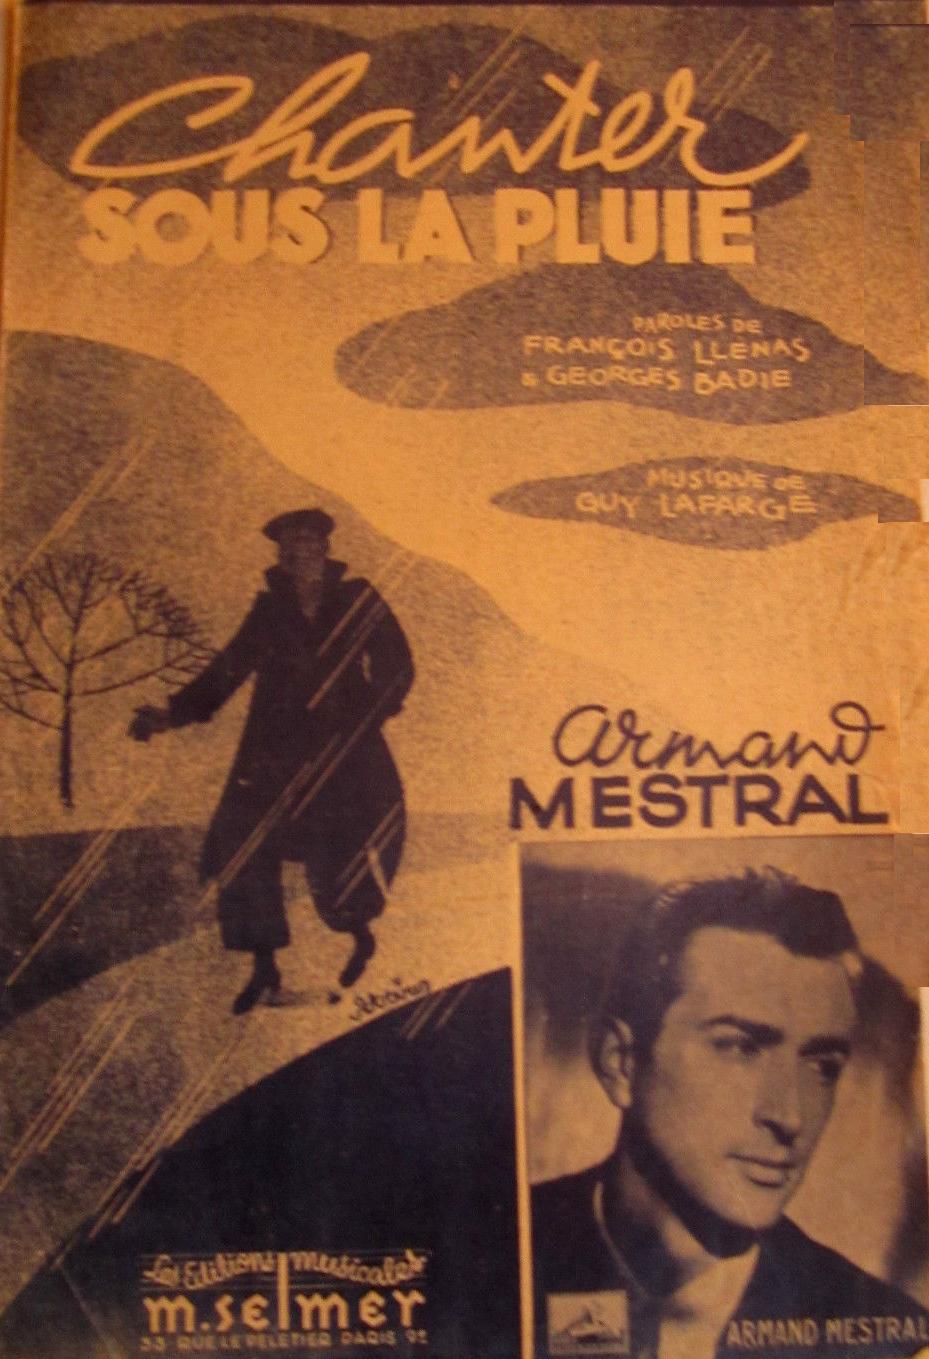 Chanter
SOUS LA PLUIE
PAROLES DE
FRANÇOIS LLENAS
& GEORGES BADIE
MUSIQUE DE
GUY LAFARGE
Armand
MESTRAL
Les Editions Musicales
M. SELMER
33 RUE LE PELETIER PARIS 9e
ARMAND MESTRAL